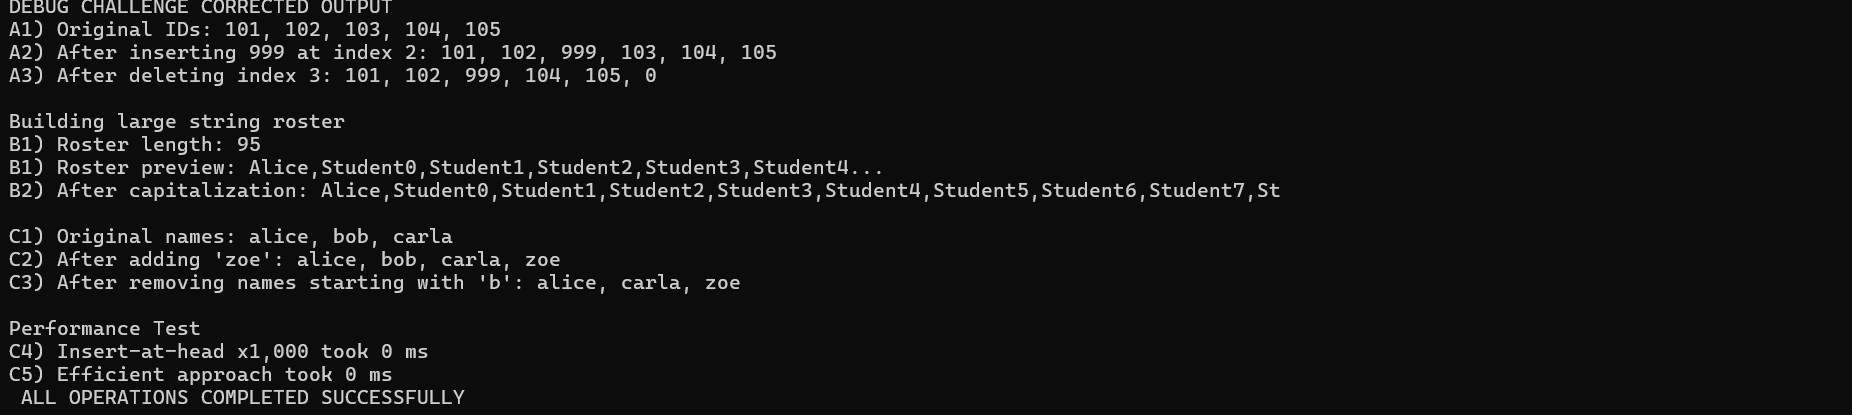 DEBUG CHALLENGE CORRECTED OUTPUT
A1) Original IDs: 101, 102, 103, 104, 105
A2) After inserting 999 at index 2: 101, 102, 999, 103, 104, 105
A3) After deleting index 3: 101, 102, 999, 104, 105, 0
Building large string roster
B1) Roster length: 95
B1) Roster preview: Alice,Student0,Student1,Student2,Student3,Student4...
B2) After capitalization: Alice,Student0,Student1,Student2,Student3,Student4,Student5,Student6,Student7,St
C1) Original names: alice, bob, carla
C2) After adding 'zoe': alice, bob, carla, zoe
C3) After removing names starting with 'b': alice, carla, zoe
Performance Test
C4) Insert-at-head x1,000 took 0 ms
C5) Efficient approach took 0 ms
ALL OPERATIONS COMPLETED SUCCESSFULLY